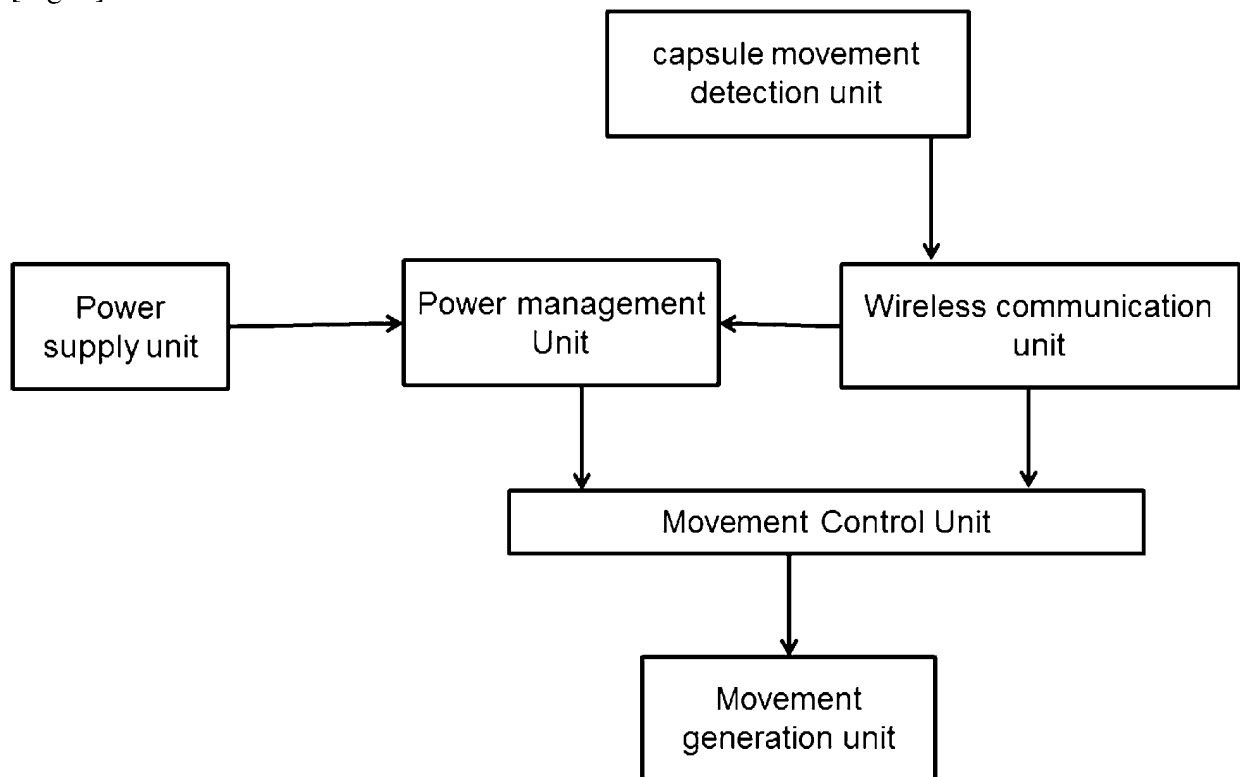 capsule movement
detection unit
Power
supply unit
Power management
Unit
Wireless communication
unit
Movement Control Unit
Movement
generation unit